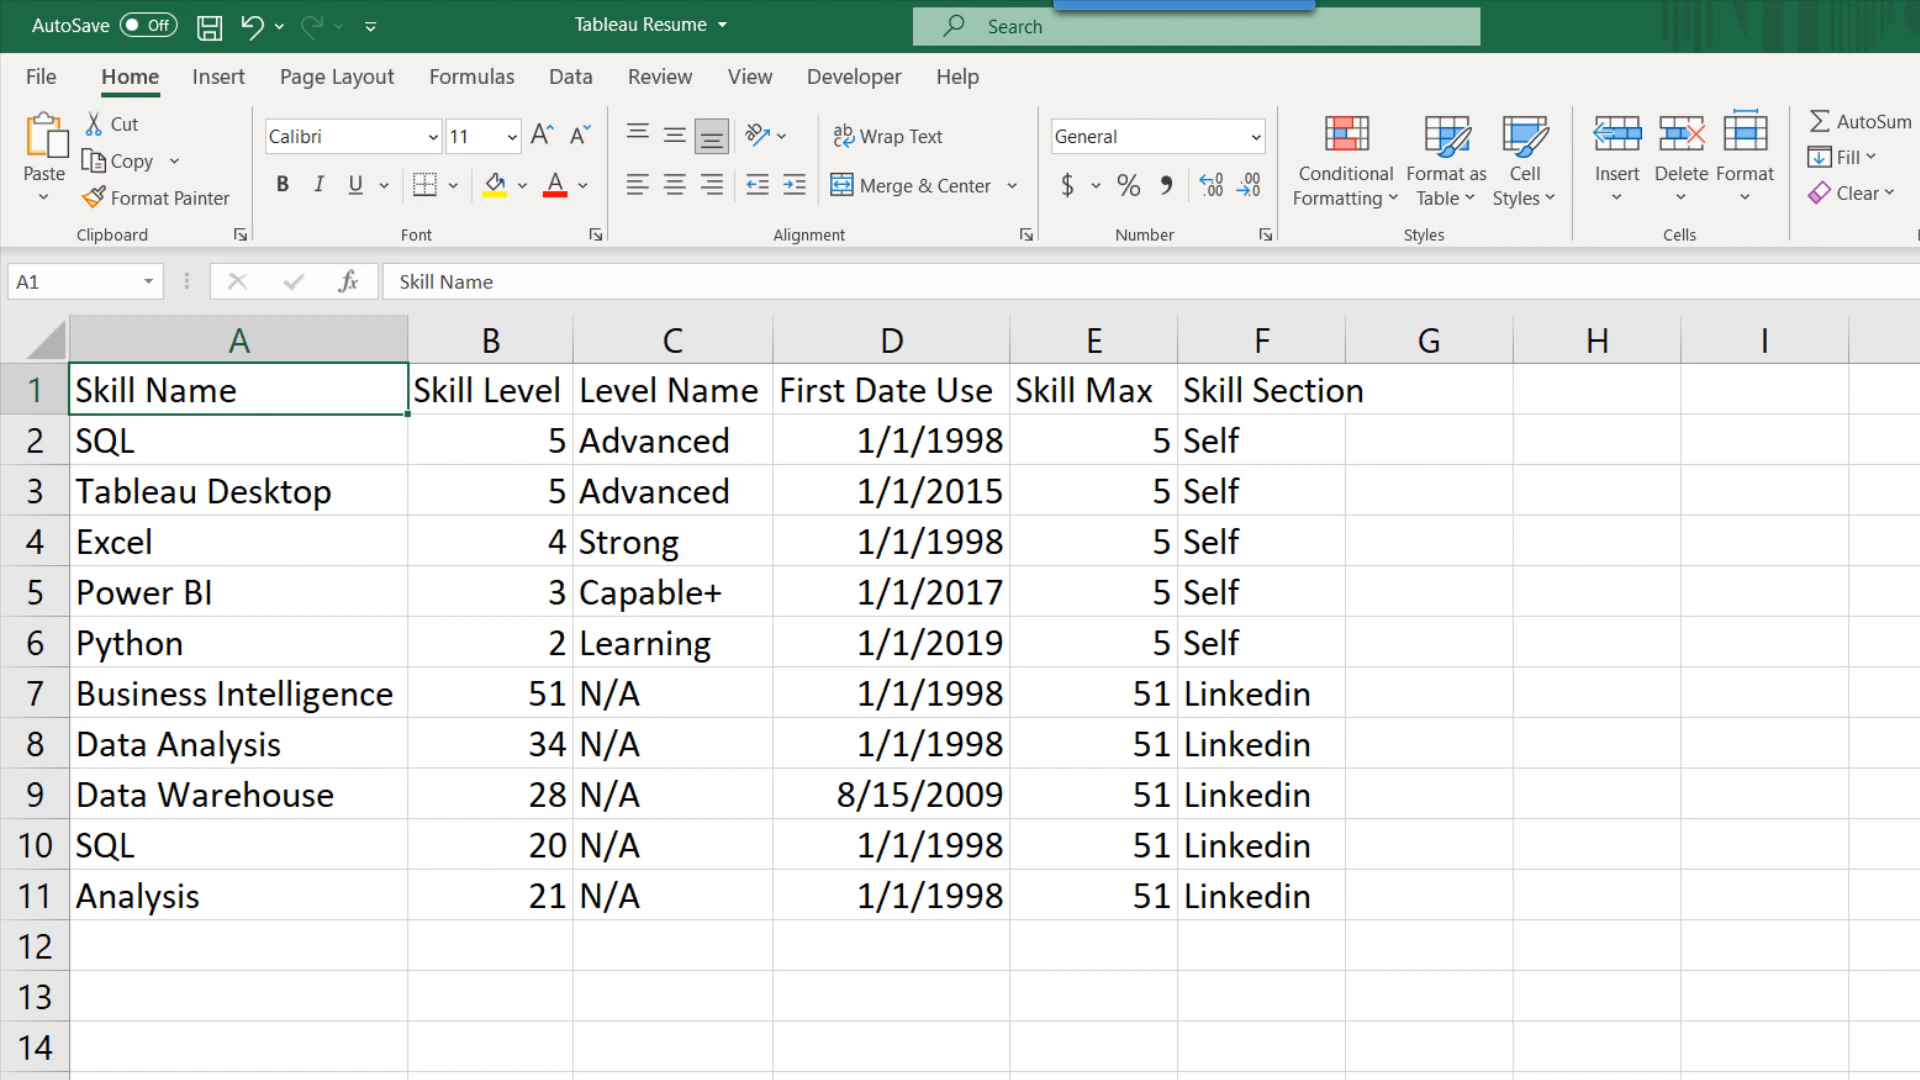 AutoSave Off Tableau Resume Search
File Home Insert Page Layout Formulas Data Review View Developer Help
Paste Cut Copy Format Painter Clipboard
Calibri 11 A A B I U A Font
ab Wrap Text Merge & Center Alignment
General $ % .00 .00 Number
Conditional Formatting Format as Table Cell Styles Styles
Insert Delete Format Cells
AutoSum Fill Clear
A1 fx Skill Name
A B C D E F G H I
1 Skill Name Skill Level Level Name First Date Use Skill Max Skill Section
2 SQL 5 Advanced 1/1/1998 5 Self
3 Tableau Desktop 5 Advanced 1/1/2015 5 Self
4 Excel 4 Strong 1/1/1998 5 Self
5 Power BI 3 Capable+ 1/1/2017 5 Self
6 Python 2 Learning 1/1/2019 5 Self
7 Business Intelligence 51 N/A 1/1/1998 51 Linkedin
8 Data Analysis 34 N/A 1/1/1998 51 Linkedin
9 Data Warehouse 28 N/A 8/15/2009 51 Linkedin
10 SQL 20 N/A 1/1/1998 51 Linkedin
11 Analysis 21 N/A 1/1/1998 51 Linkedin
12
13
14